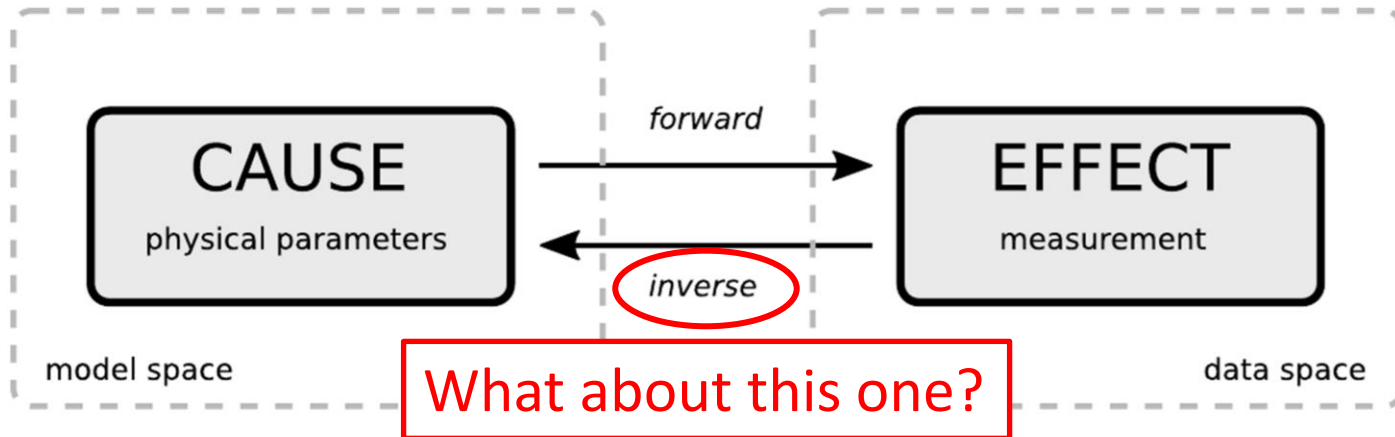 forward
CAUSE
physical parameters
EFFECT
measurement
inverse
model space
data space
What about this one?